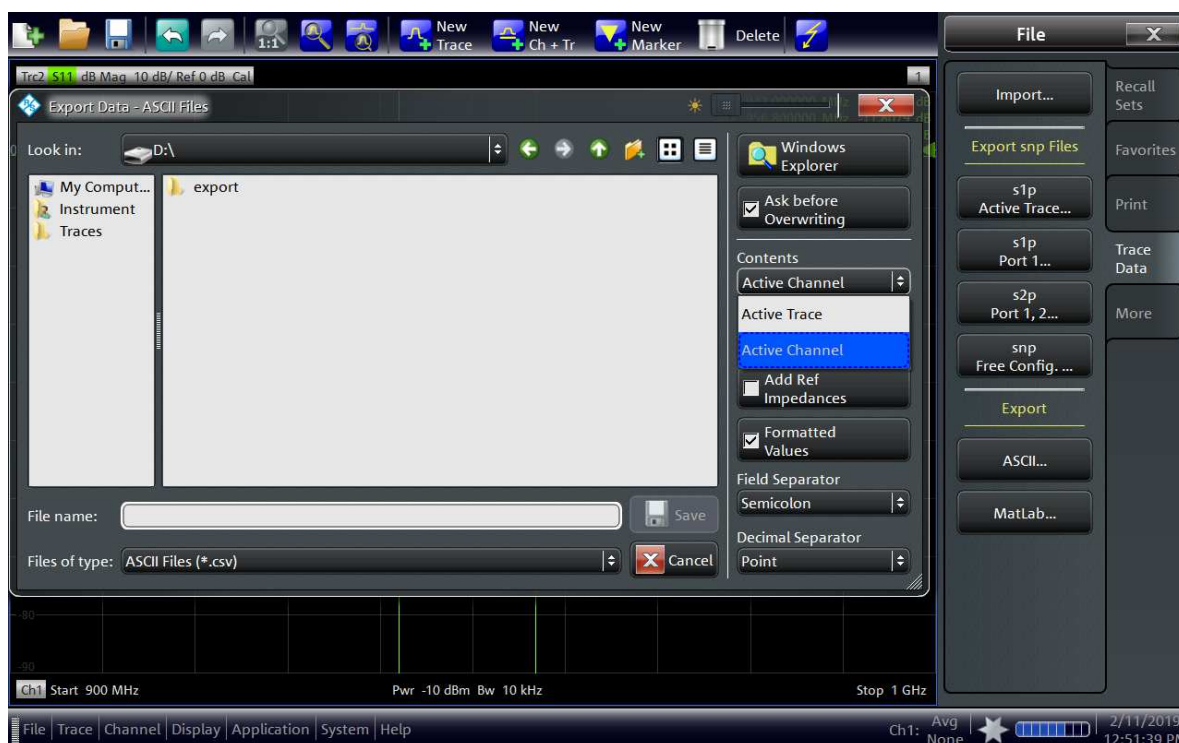 1:1
New
Trace
New
Ch + Tr
New
Marker
Delete
File
X
Trc2 S11 dB Mag 10 dB/ Ref 0 dB Cal
1
Export Data - ASCII Files
X
Look in:
D:\
My Comput...
Instrument
Traces
export
File name:
Save
Files of type:
ASCII Files (*.csv)
Cancel
Windows
Explorer
Ask before
Overwriting
Contents
Active Channel
Active Trace
Active Channel
Add Ref
Impedances
Formatted
Values
Field Separator
Semicolon
Decimal Separator
Point
Import...
Export snp Files
s1p
Active Trace...
s1p
Port 1...
s2p
Port 1, 2...
snp
Free Config. ...
Export
ASCII...
MatLab...
Recall
Sets
Favorites
Print
Trace
Data
More
-80
-90
Ch1 Start 900 MHz
Pwr -10 dBm Bw 10 kHz
Stop 1 GHz
File Trace Channel Display Application System Help
Ch1:
Avg
None
2/11/2019